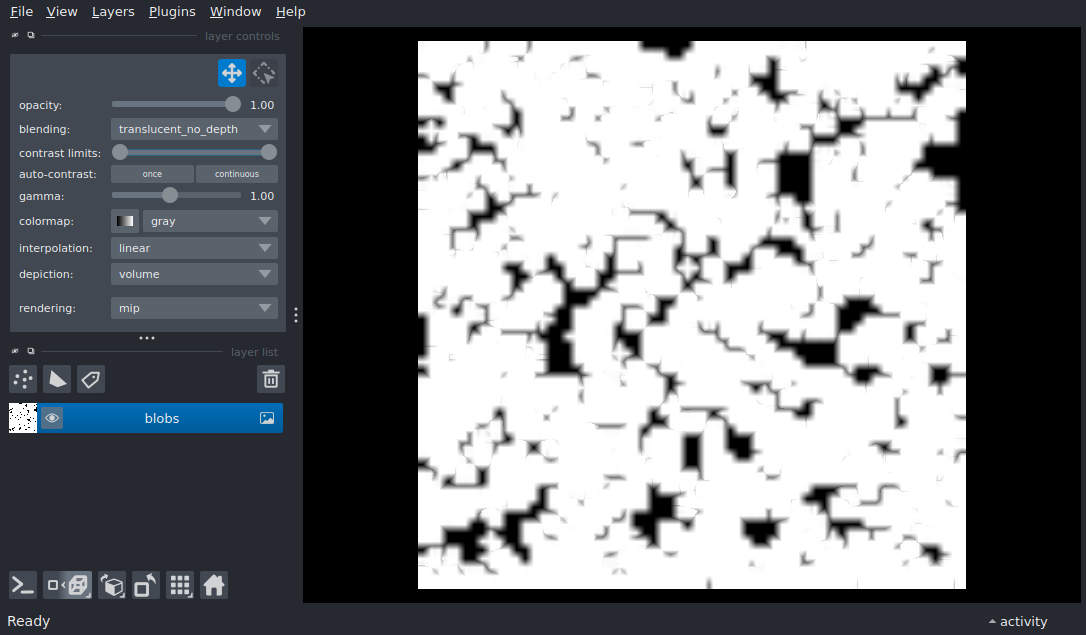 File View Layers Plugins Window Help
layer controls
opacity: 1.00
blending: translucent_no_depth
contrast limits:
auto-contrast: once continuous
gamma: 1.00
colormap: gray
interpolation: linear
depiction: volume
rendering: mip
layer list
blobs
Ready activity